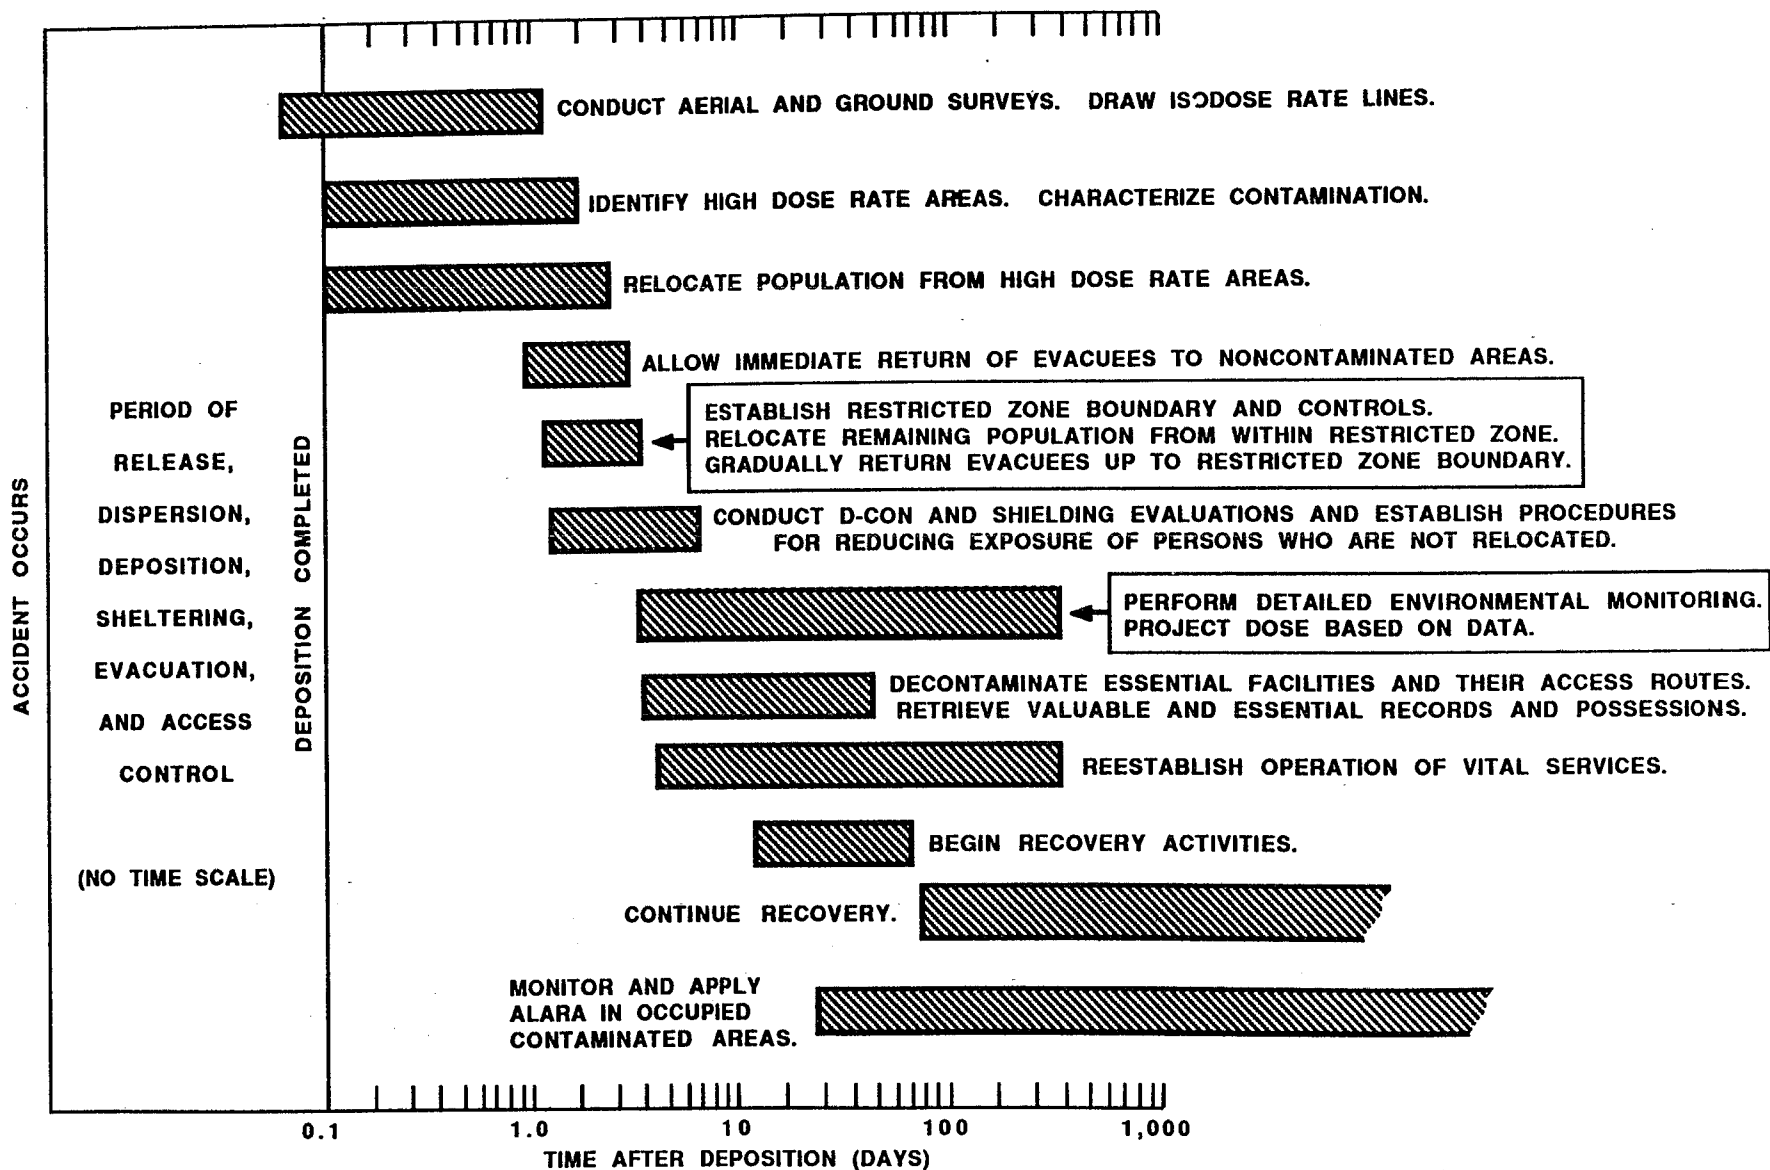 CONDUCT AERIAL AND GROUND SURVEYS. DRAW ISODOSE RATE LINES.
IDENTIFY HIGH DOSE RATE AREAS. CHARACTERIZE CONTAMINATION.
RELOCATE POPULATION FROM HIGH DOSE RATE AREAS.
ALLOW IMMEDIATE RETURN OF EVACUEES TO NONCONTAMINATED AREAS.
ESTABLISH RESTRICTED ZONE BOUNDARY AND CONTROLS.
RELOCATE REMAINING POPULATION FROM WITHIN RESTRICTED ZONE.
GRADUALLY RETURN EVACUEES UP TO RESTRICTED ZONE BOUNDARY.
CONDUCT D-CON AND SHIELDING EVALUATIONS AND ESTABLISH PROCEDURES
FOR REDUCING EXPOSURE OF PERSONS WHO ARE NOT RELOCATED.
PERFORM DETAILED ENVIRONMENTAL MONITORING.
PROJECT DOSE BASED ON DATA.
DECONTAMINATE ESSENTIAL FACILITIES AND THEIR ACCESS ROUTES.
RETRIEVE VALUABLE AND ESSENTIAL RECORDS AND POSSESSIONS.
REESTABLISH OPERATION OF VITAL SERVICES.
BEGIN RECOVERY ACTIVITIES.
CONTINUE RECOVERY.
MONITOR AND APPLY
ALARA IN OCCUPIED
CONTAMINATED AREAS.
ACCIDENT OCCURS
PERIOD OF
RELEASE,
DISPERSION,
DEPOSITION,
SHELTERING,
EVACUATION,
AND ACCESS
CONTROL
(NO TIME SCALE)
DEPOSITION COMPLETED
0.1 1.0 10 100 1,000
TIME AFTER DEPOSITION (DAYS)